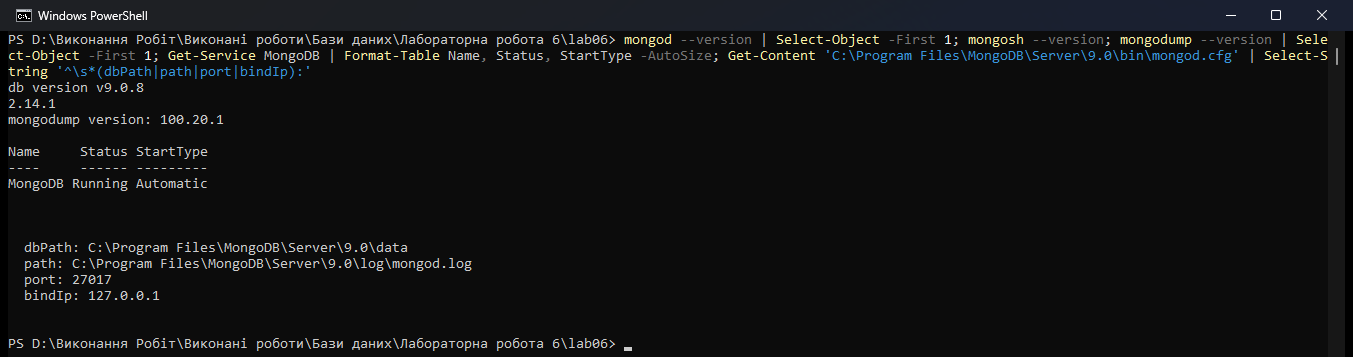 Windows PowerShell
PS D:\Виконання Робіт\Виконані роботи\Бази даних\Лабораторна робота 6\lab06> mongod --version | Select-Object -First 1; mongosh --version; mongodump --version | Sele
ct-Object -First 1; Get-Service MongoDB | Format-Table Name, Status, StartType -AutoSize; Get-Content 'C:\Program Files\MongoDB\Server\9.0\bin\mongod.cfg' | Select-S
tring '^\s*(dbPath|path|port|bindIp):'
db version v9.0.8
2.14.1
mongodump version: 100.20.1
Name     Status StartType
----     ------ ---------
MongoDB Running Automatic
  dbPath: C:\Program Files\MongoDB\Server\9.0\data
  path: C:\Program Files\MongoDB\Server\9.0\log\mongod.log
  port: 27017
  bindIp: 127.0.0.1
PS D:\Виконання Робіт\Виконані роботи\Бази даних\Лабораторна робота 6\lab06>